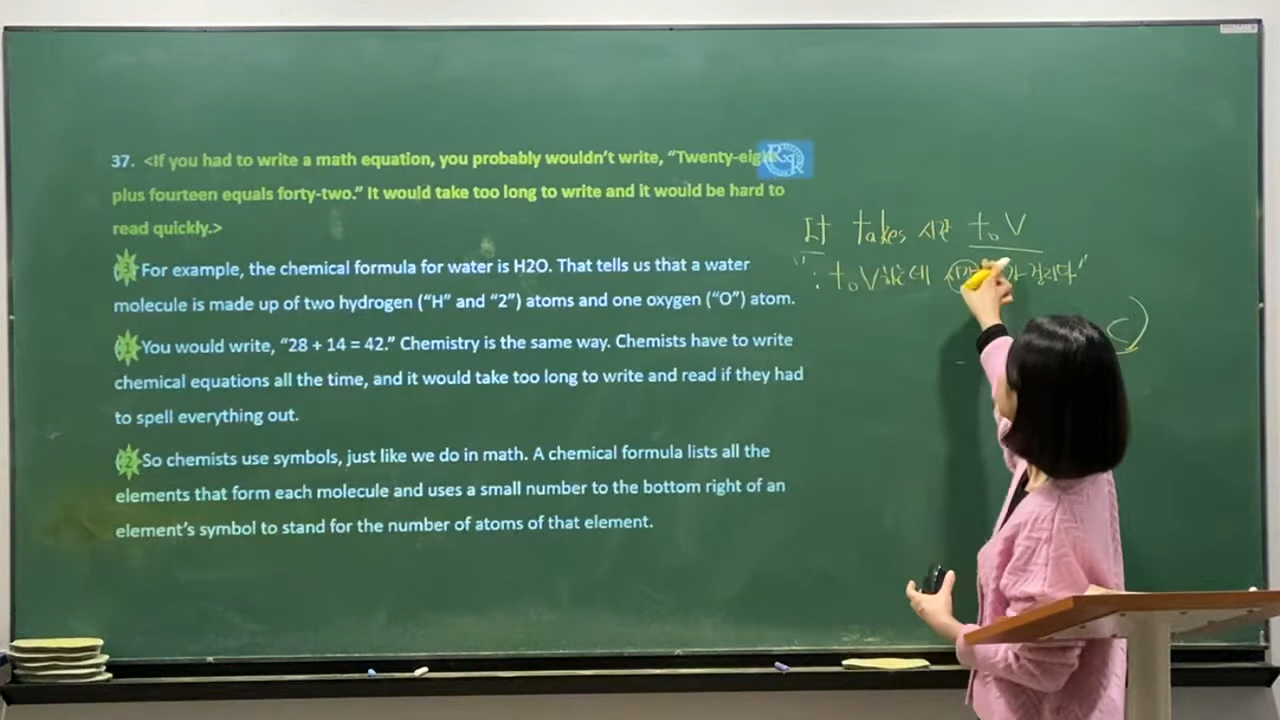 37. <If you had to write a math equation, you probably wouldn't write, "Twenty-eight
plus fourteen equals forty-two." It would take too long to write and it would be hard to
read quickly.>
For example, the chemical formula for water is H2O. That tells us that a water
molecule is made up of two hydrogen ("H" and "2") atoms and one oxygen ("O") atom.
You would write, "28 + 14 = 42." Chemistry is the same way. Chemists have to write
chemical equations all the time, and it would take too long to write and read if they had
to spell everything out.
So chemists use symbols, just like we do in math. A chemical formula lists all the
elements that form each molecule and uses a small number to the bottom right of an
element's symbol to stand for the number of atoms of that element.
It takes 시간 to V
: to V 걸리다"